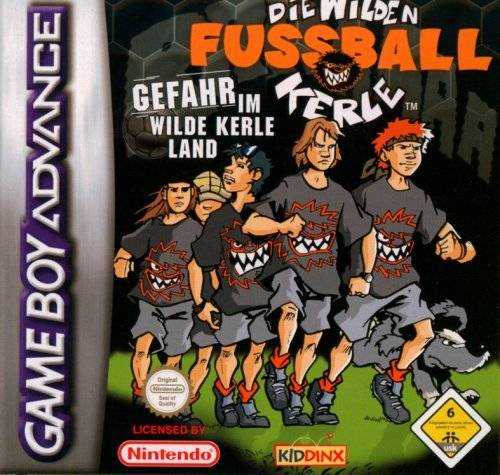 GAME BOY ADVANCE
DIE WILDEN
FUSSBALL
KERLE™
GEFAHR IM
WILDE KERLE
LAND
Original
Nintendo
Seal of
Quality
LICENSED BY
Nintendo
KIDDINX
6
usk